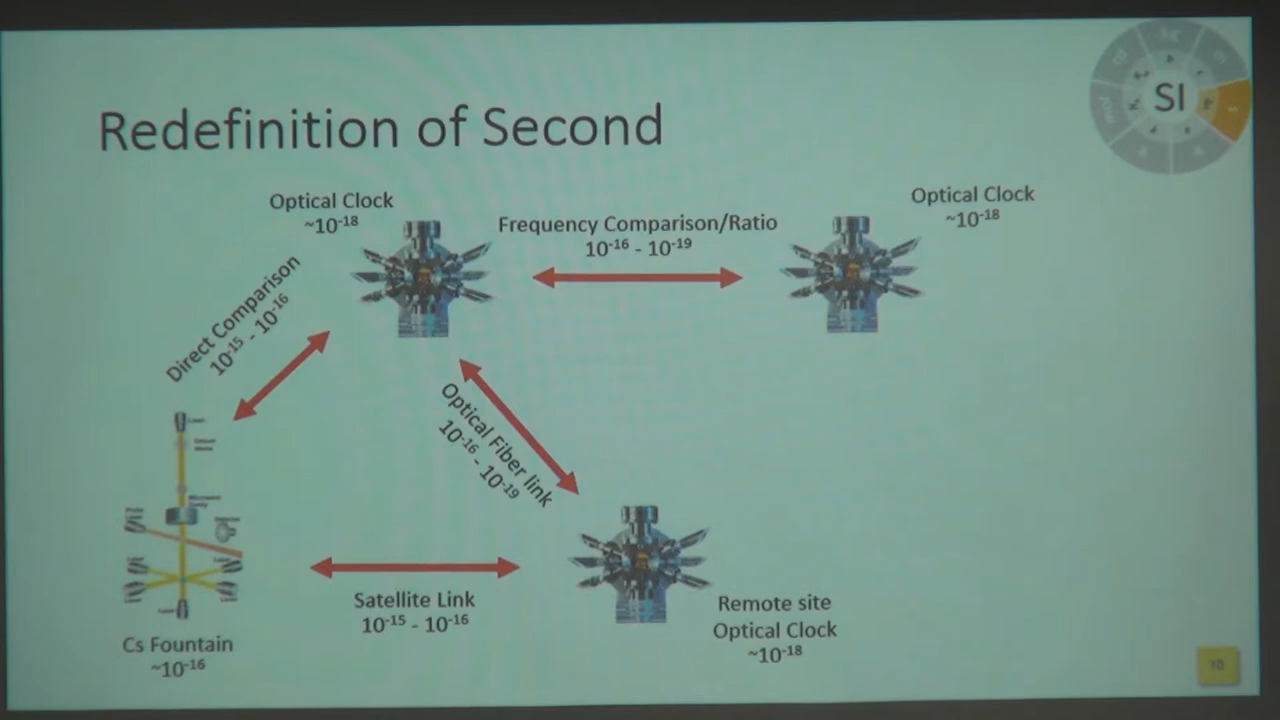 Redefinition of Second
SI
Optical Clock
~10⁻¹⁸
Frequency Comparison/Ratio
10⁻¹⁶ - 10⁻¹⁹
Optical Clock
~10⁻¹⁸
Direct Comparison
10⁻¹⁵ - 10⁻¹⁶
Optical Fiber link
10⁻¹⁶ - 10⁻¹⁹
Cs Fountain
~10⁻¹⁶
Satellite Link
10⁻¹⁵ - 10⁻¹⁶
Remote site
Optical Clock
~10⁻¹⁸
10